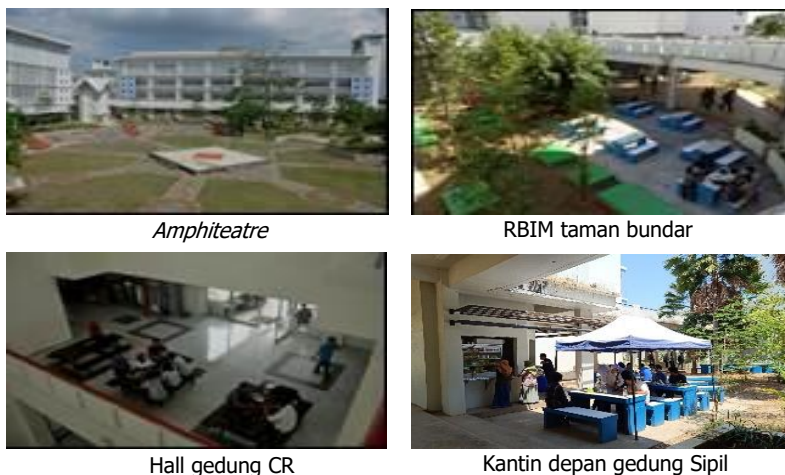 Amphiteatre
RBIM taman bundar
Hall gedung CR
Kantin depan gedung Sipil